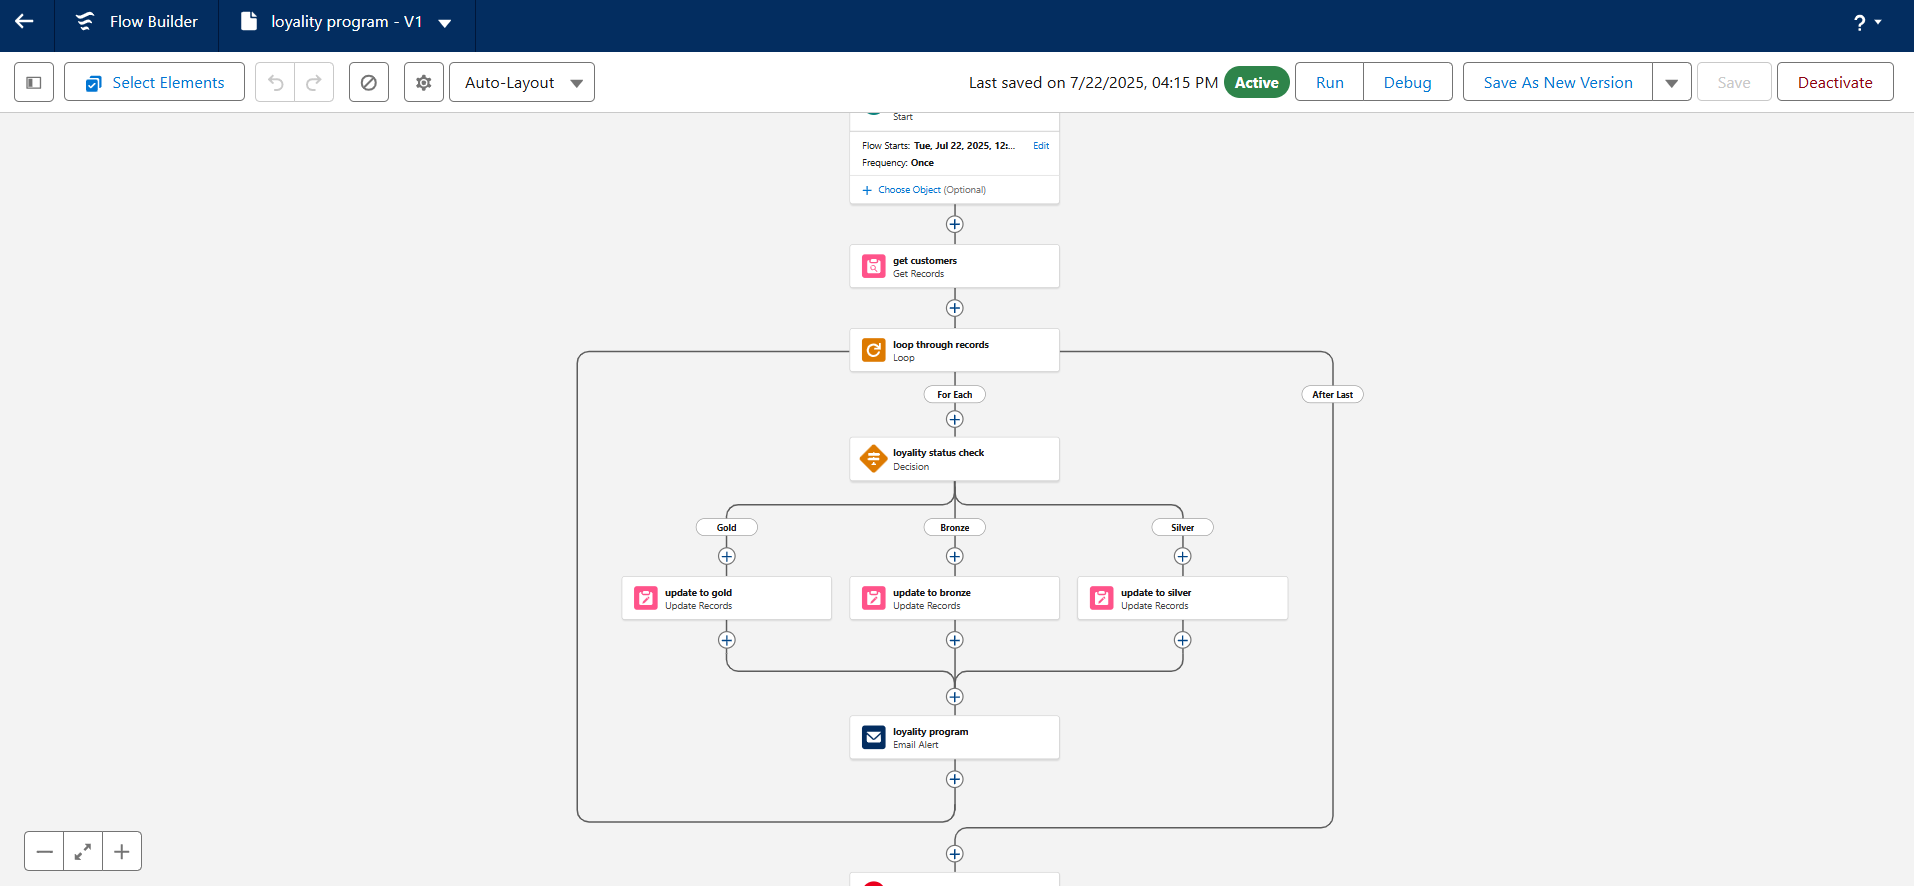 Flow Builder
loyality program - V1
?
Select Elements
Auto-Layout
Last saved on 7/22/2025, 04:15 PM
Active
Run
Debug
Save As New Version
Save
Deactivate
Start
Flow Starts: Tue, Jul 22, 2025, 12:...
Edit
Frequency: Once
Choose Object (Optional)
get customers
Get Records
loop through records
Loop
For Each
After Last
loyality status check
Decision
Gold
Bronze
Silver
update to gold
Update Records
update to bronze
Update Records
update to silver
Update Records
loyality program
Email Alert